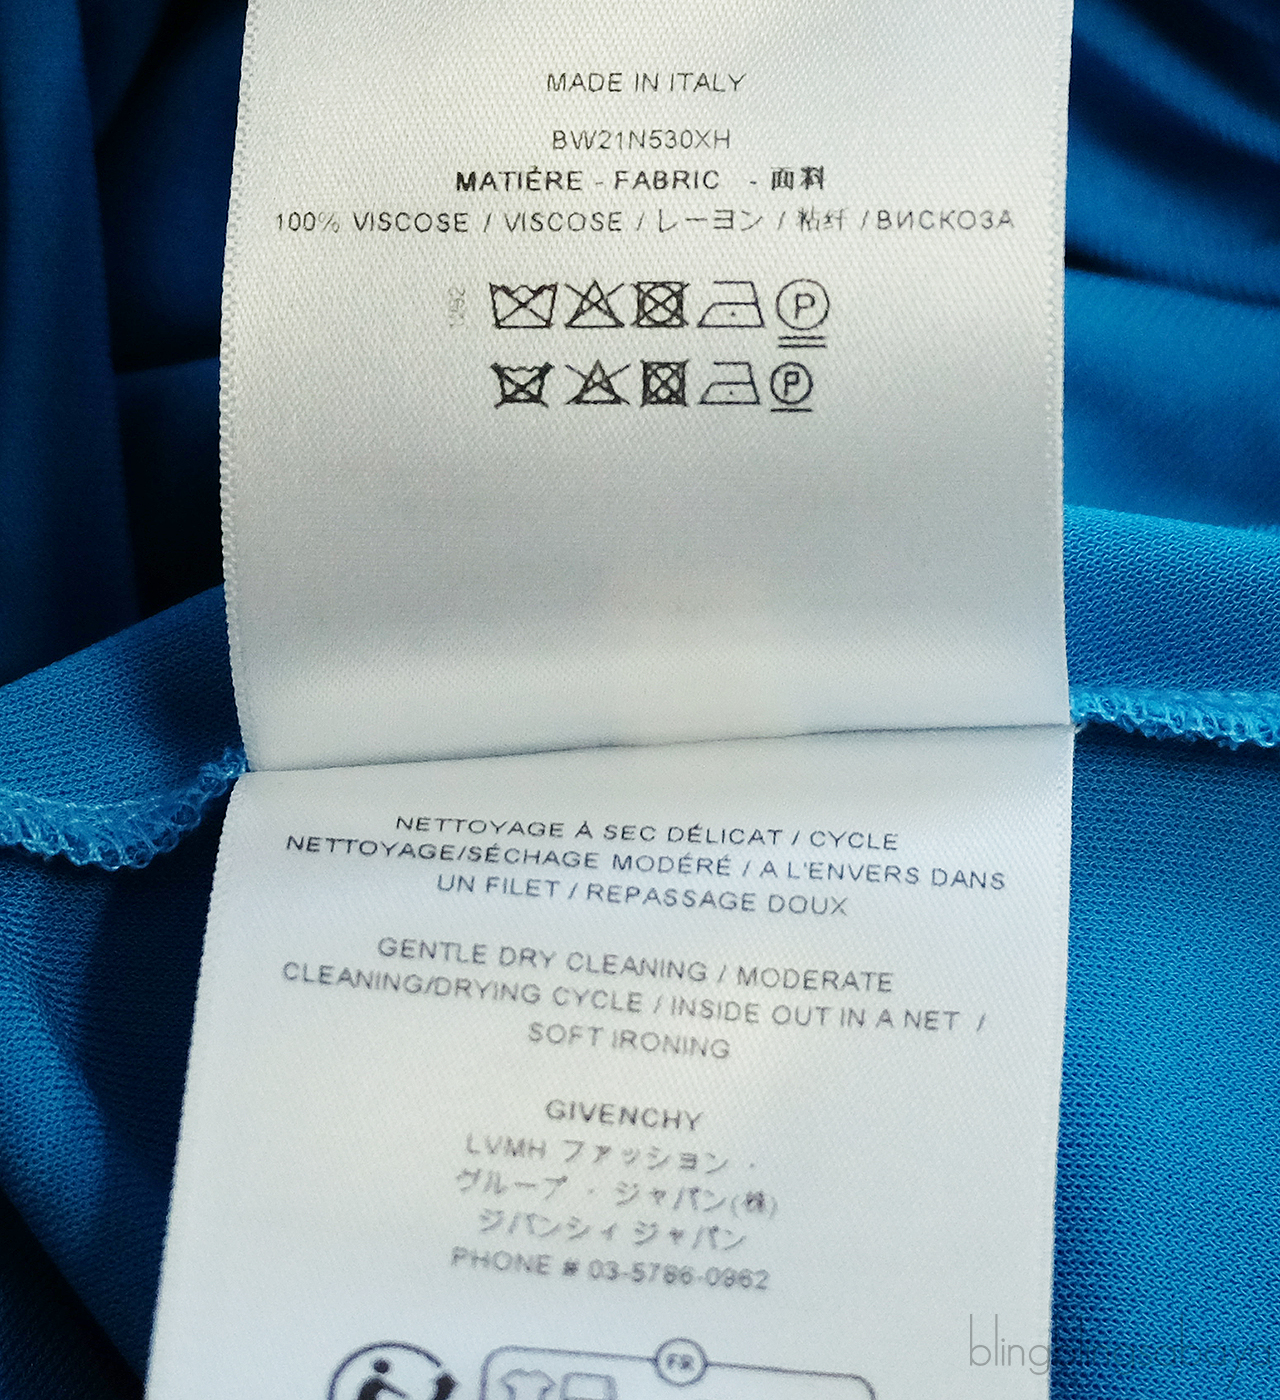 MADE IN ITALY
BW21N530XH
MATIÈRE - FABRIC - 面料
100% VISCOSE / VISCOSE / レーヨン / 粘纤 / ВИСКОЗА
P
P
NETTOYAGE À SEC DÉLICAT / CYCLE
NETTOYAGE/SÉCHAGE MODÉRÉ / A L'ENVERS DANS
UN FILET / REPASSAGE DOUX
GENTLE DRY CLEANING / MODERATE
CLEANING/DRYING CYCLE / INSIDE OUT IN A NET /
SOFT IRONING
GIVENCHY
LVMH ファッション ・
グループ ・ ジャパン(株)
ジバンシィ ジャパン
PHONE # 03-5786-0962
FR